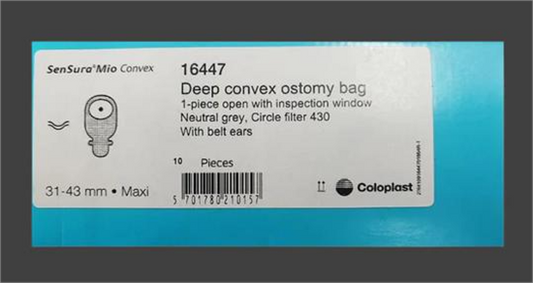 SenSura® Mio Convex
16447
Deep convex ostomy bag
1-piece open with inspection window
Neutral grey, Circle filter 430
With belt ears
10 Pieces
31-43 mm • Maxi
5 701780 210157
Coloplast